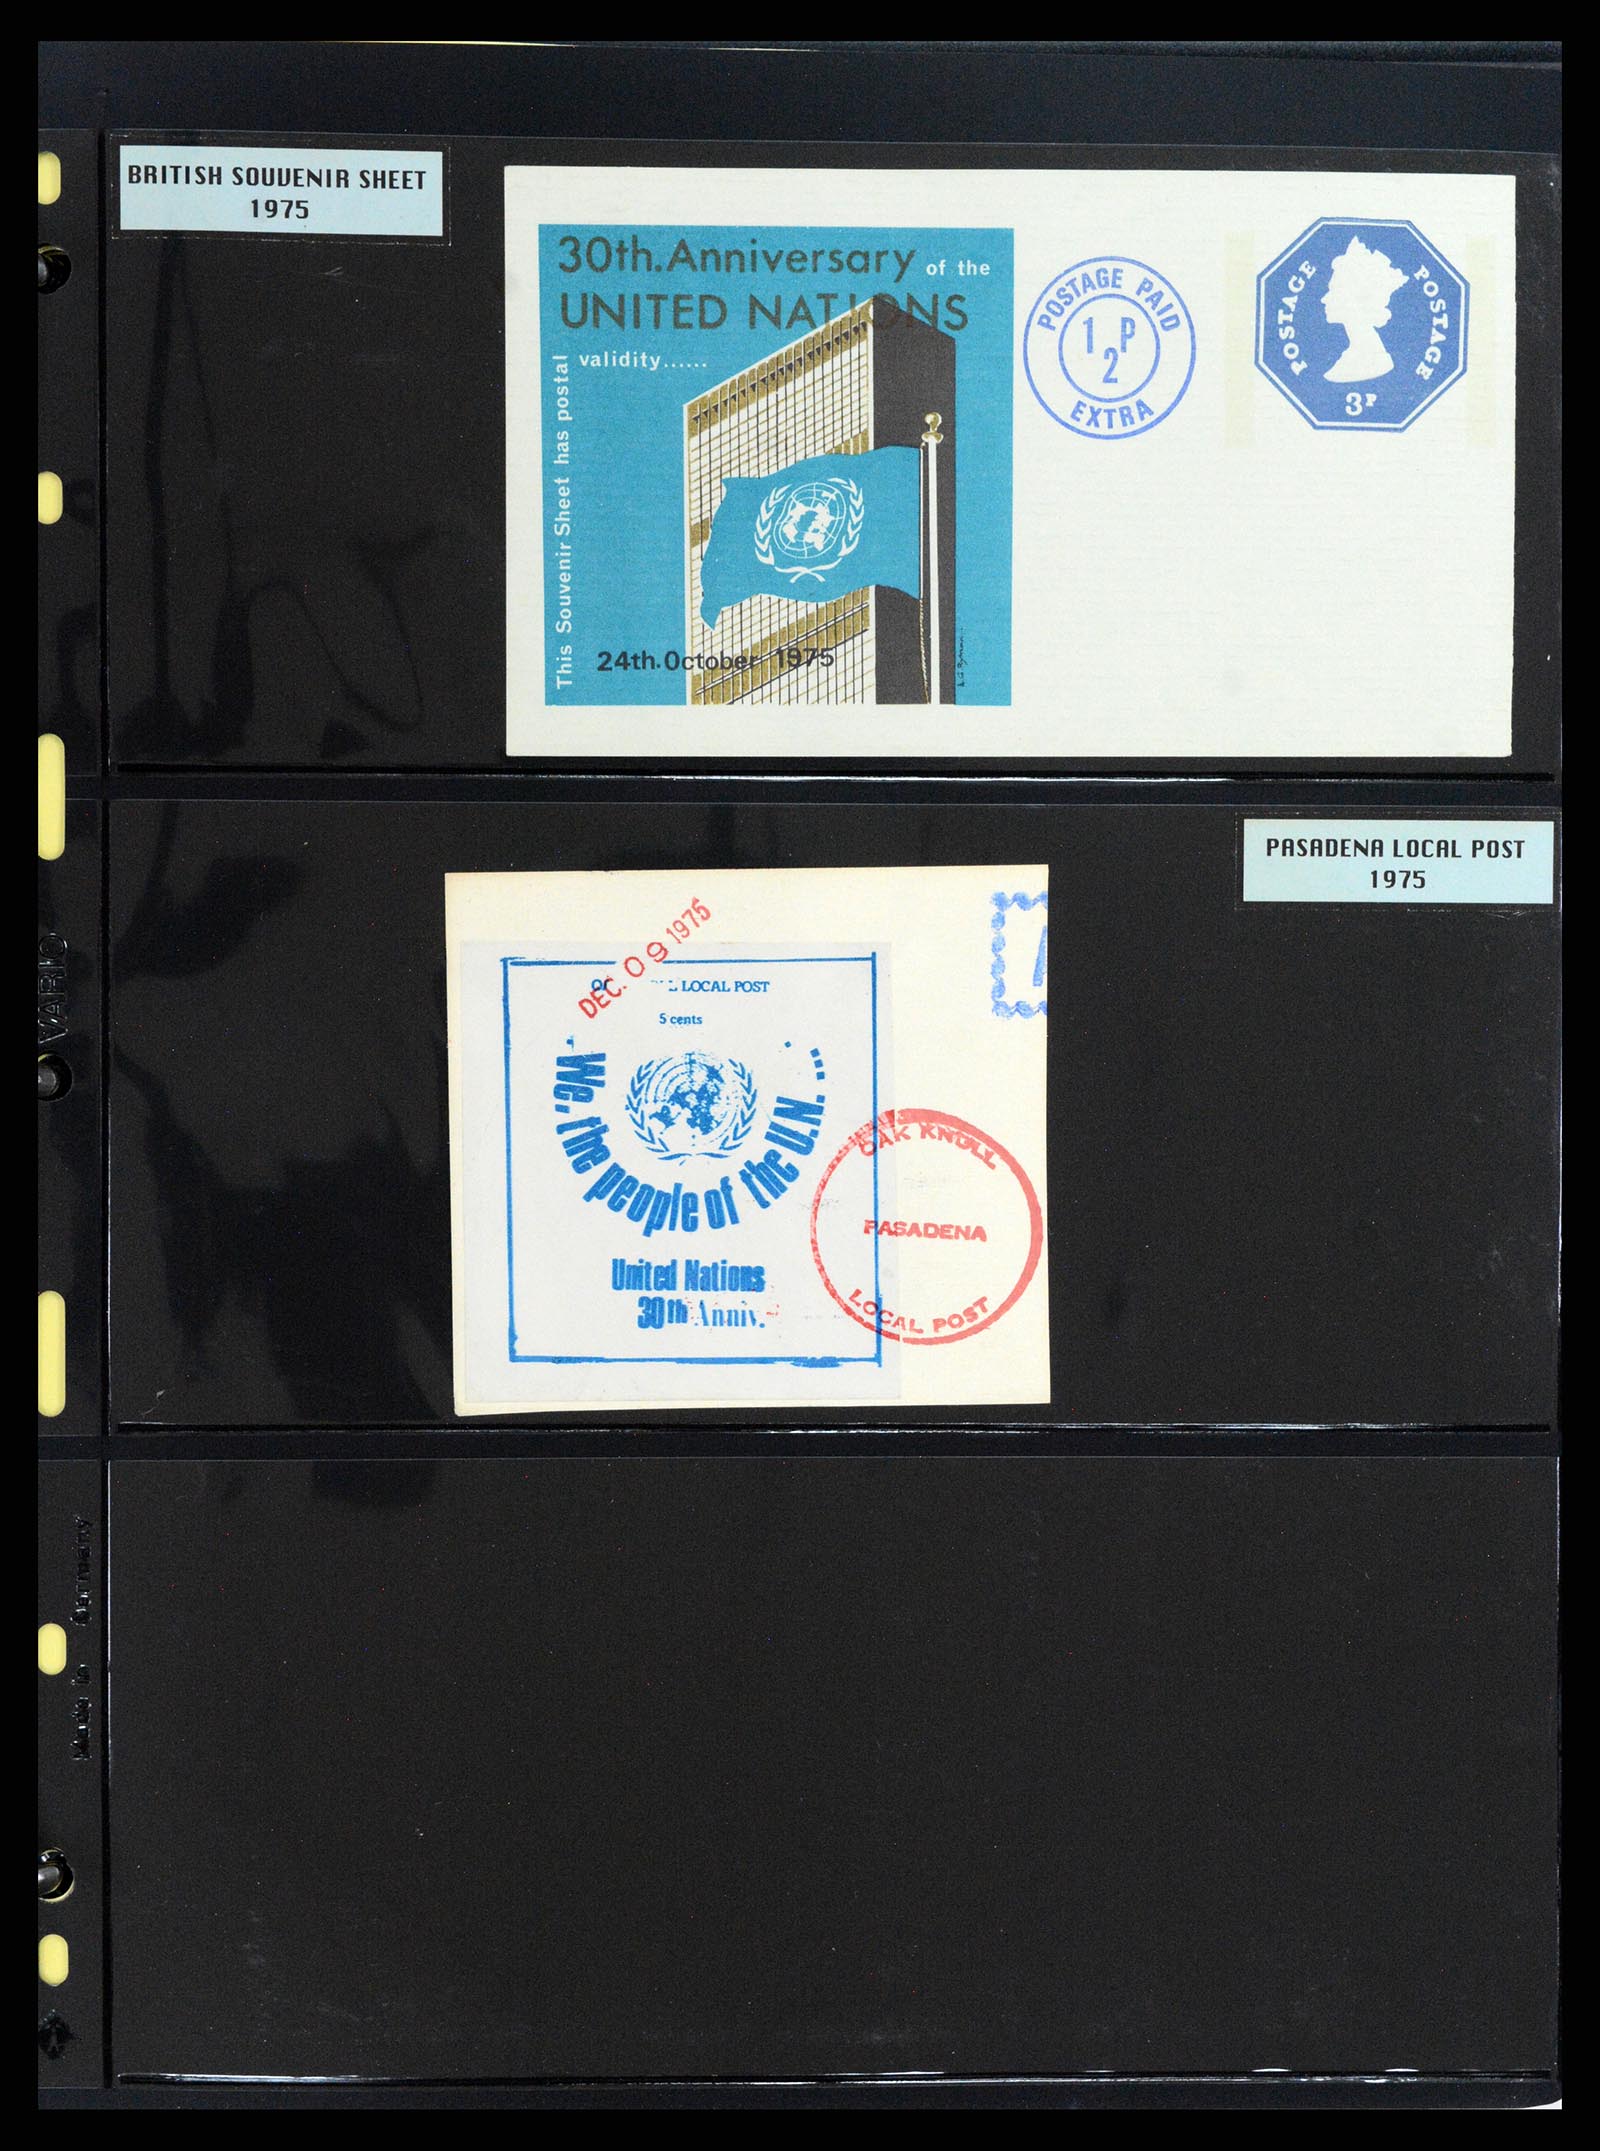 BRITISH SOUVENIR SHEET
1975
30th. Anniversary of the
UNITED NATIONS
validity......
This Souvenir Sheet has postal
24th. October 1975
POSTAGE PAID
1 P
2
EXTRA
POSTAGE POSTAGE
3P
PASADENA LOCAL POST
1975
DEC. 09 1975
LOCAL POST
5 cents
We, the people of the U.N. ...
United Nations
30th Anniv.
OAK KNULL
PASADENA
LOCAL POST
VARIO
Made in Germany